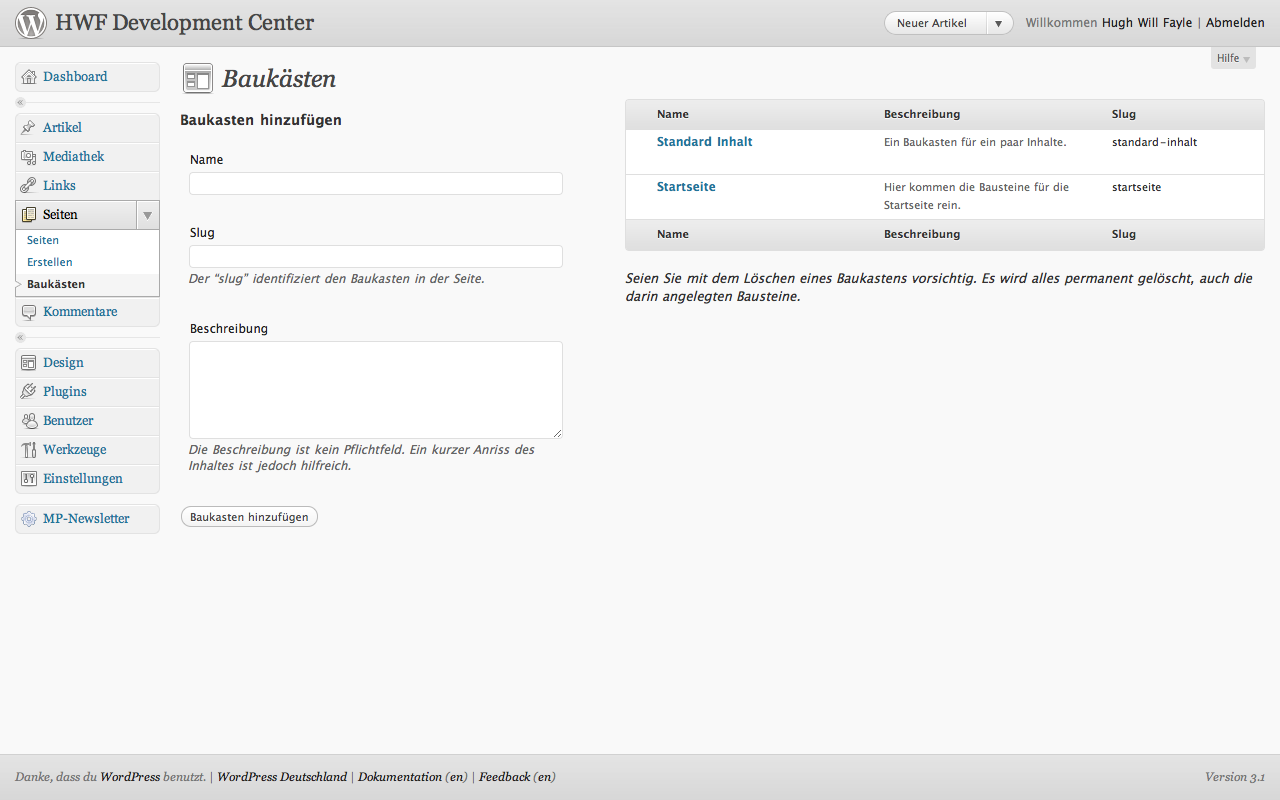 HWF Development Center
Neuer Artikel
Willkommen Hugh Will Fayle | Abmelden
Hilfe
Dashboard
Artikel
Mediathek
Links
Seiten
Seiten
Erstellen
Baukästen
Kommentare
Design
Plugins
Benutzer
Werkzeuge
Einstellungen
MP-Newsletter
Baukästen
Baukasten hinzufügen
Name
Slug
Der "slug" identifiziert den Baukasten in der Seite.
Beschreibung
Die Beschreibung ist kein Pflichtfeld. Ein kurzer Anriss des
Inhaltes ist jedoch hilfreich.
Baukasten hinzufügen
Name Beschreibung Slug
Standard Inhalt Ein Baukasten für ein paar Inhalte. standard-inhalt
Startseite Hier kommen die Bausteine für die startseite
Startseite rein.
Name Beschreibung Slug
Seien Sie mit dem Löschen eines Baukastens vorsichtig. Es wird alles permanent gelöscht, auch die
darin angelegten Bausteine.
Danke, dass du WordPress benutzt. | WordPress Deutschland | Dokumentation (en) | Feedback (en)
Version 3.1